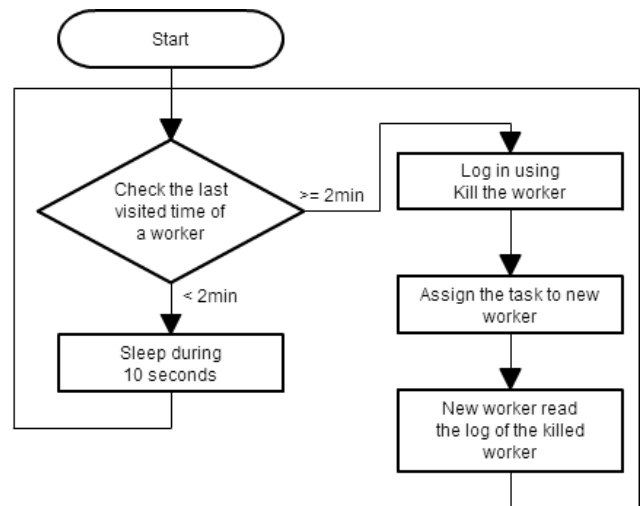 Start
Check the last
visited time of
a worker
>= 2min
< 2min
Sleep during
10 seconds
Log in using
Kill the worker
Assign the task to new
worker
New worker read
the log of the killed
worker